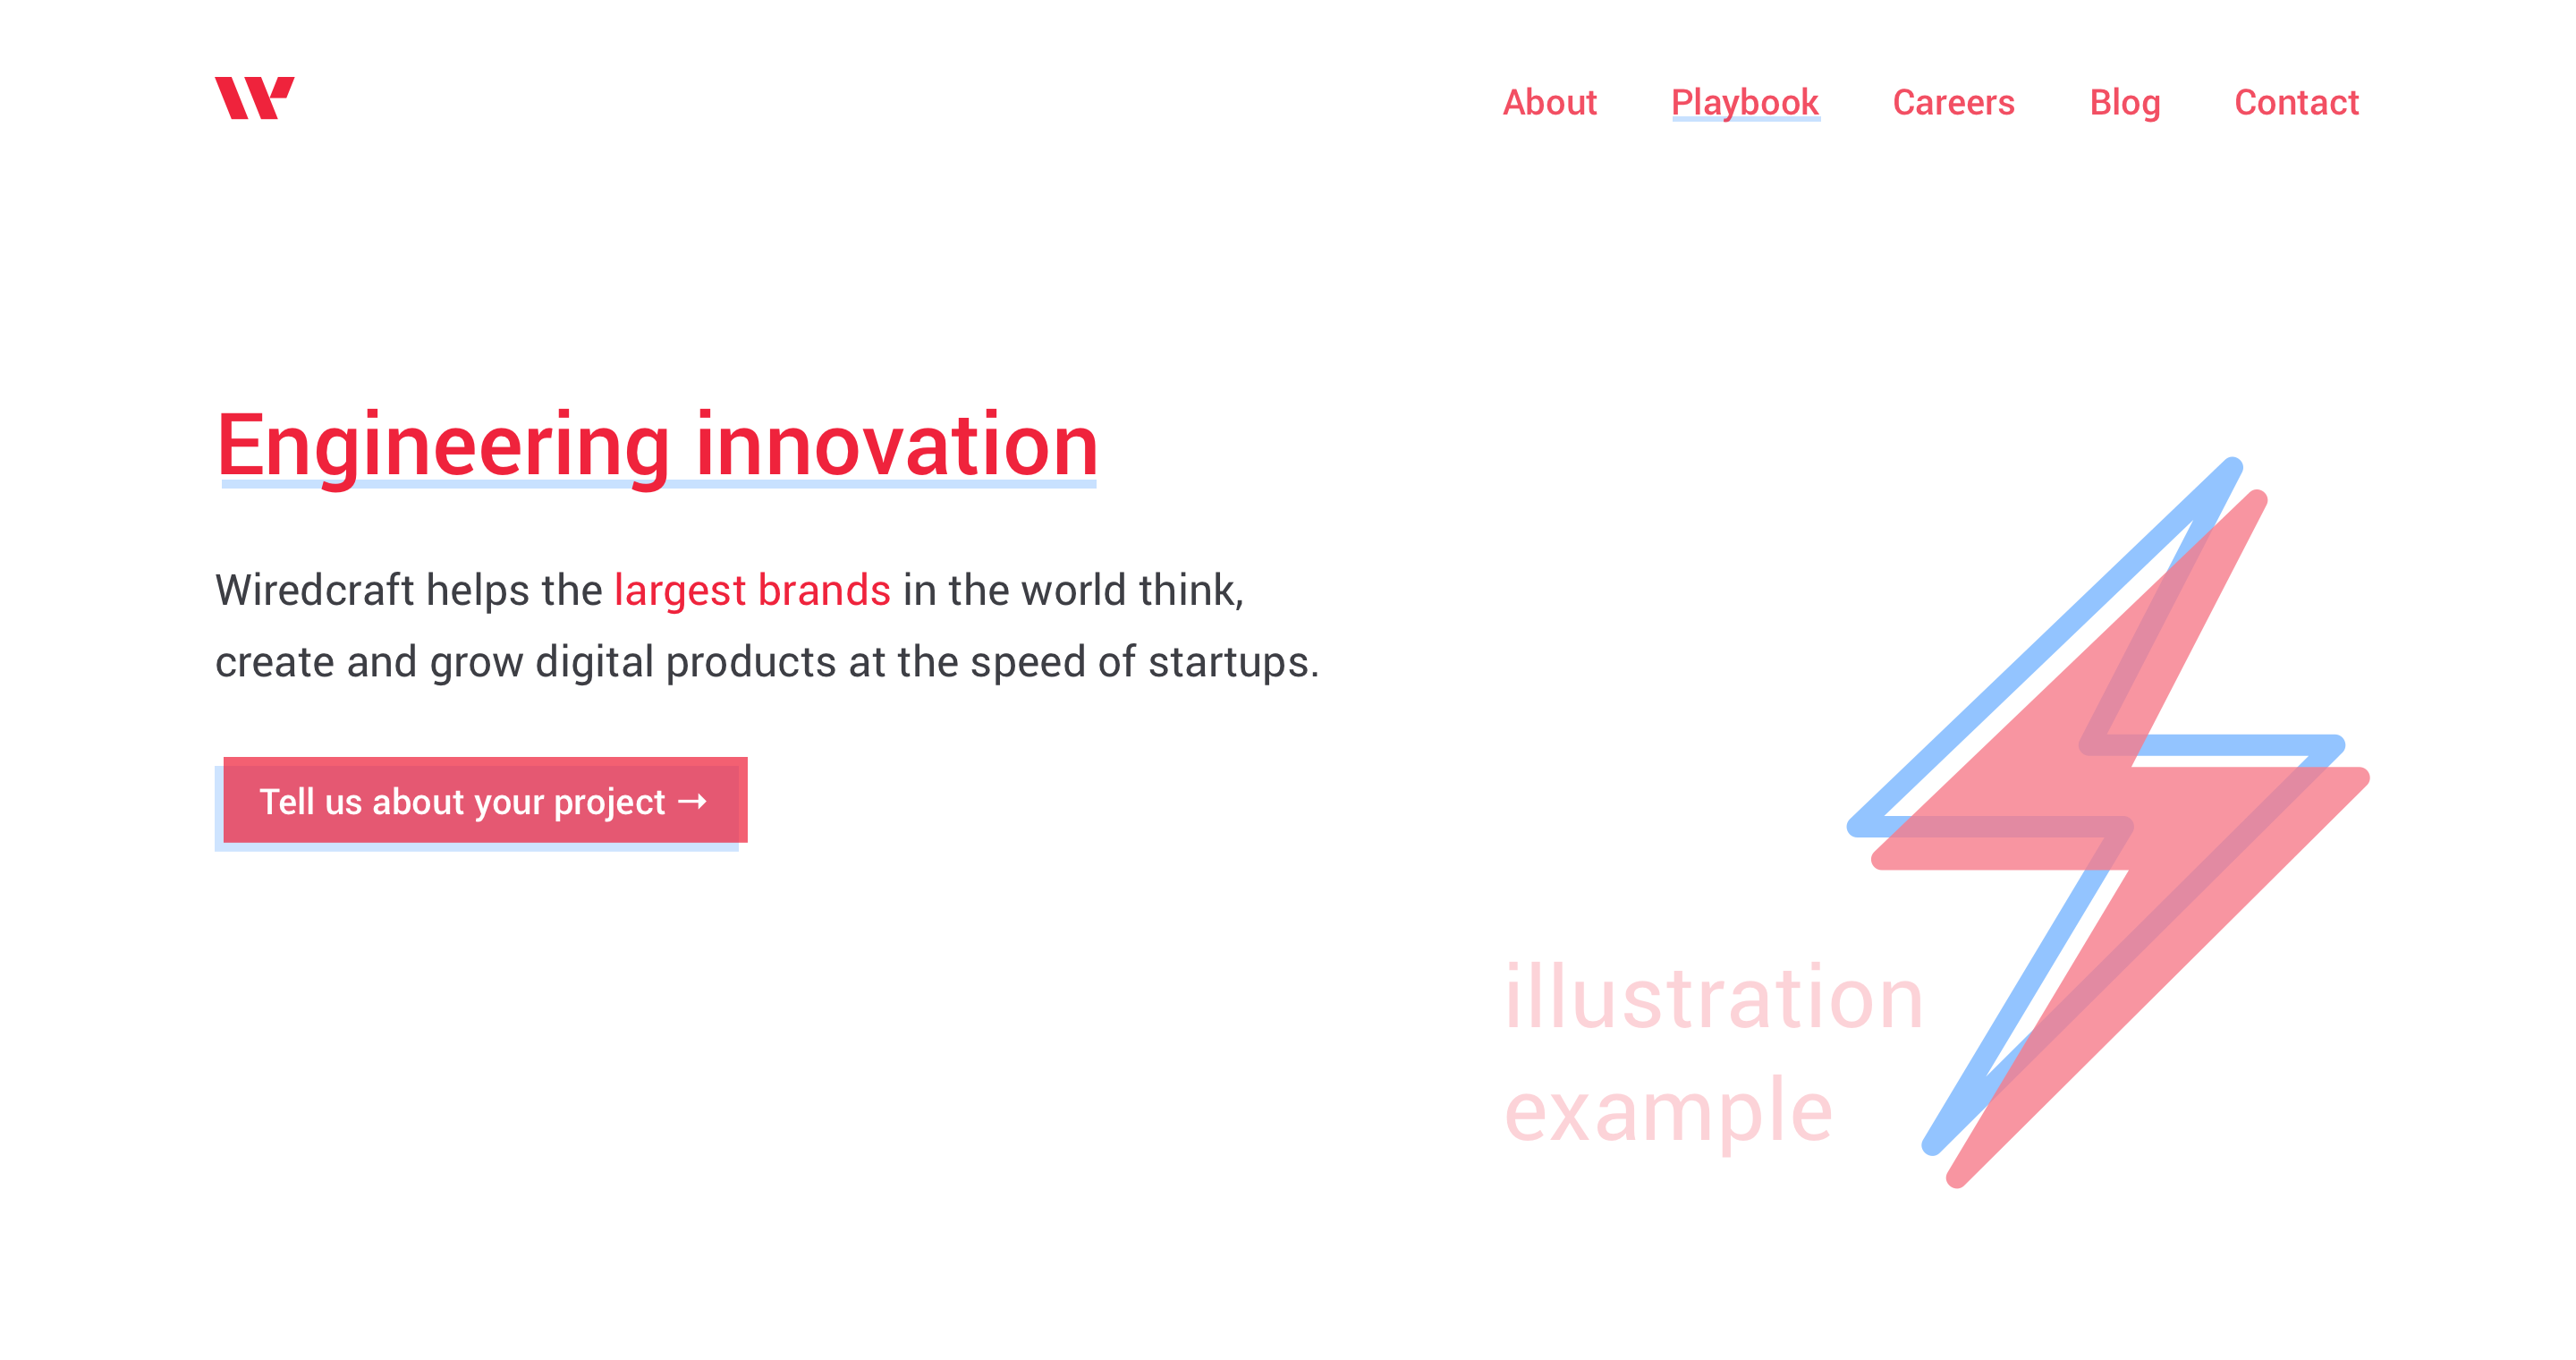 About Playbook Careers Blog Contact
Engineering innovation
Wiredcraft helps the largest brands in the world think,
create and grow digital products at the speed of startups.
Tell us about your project →
illustration
example